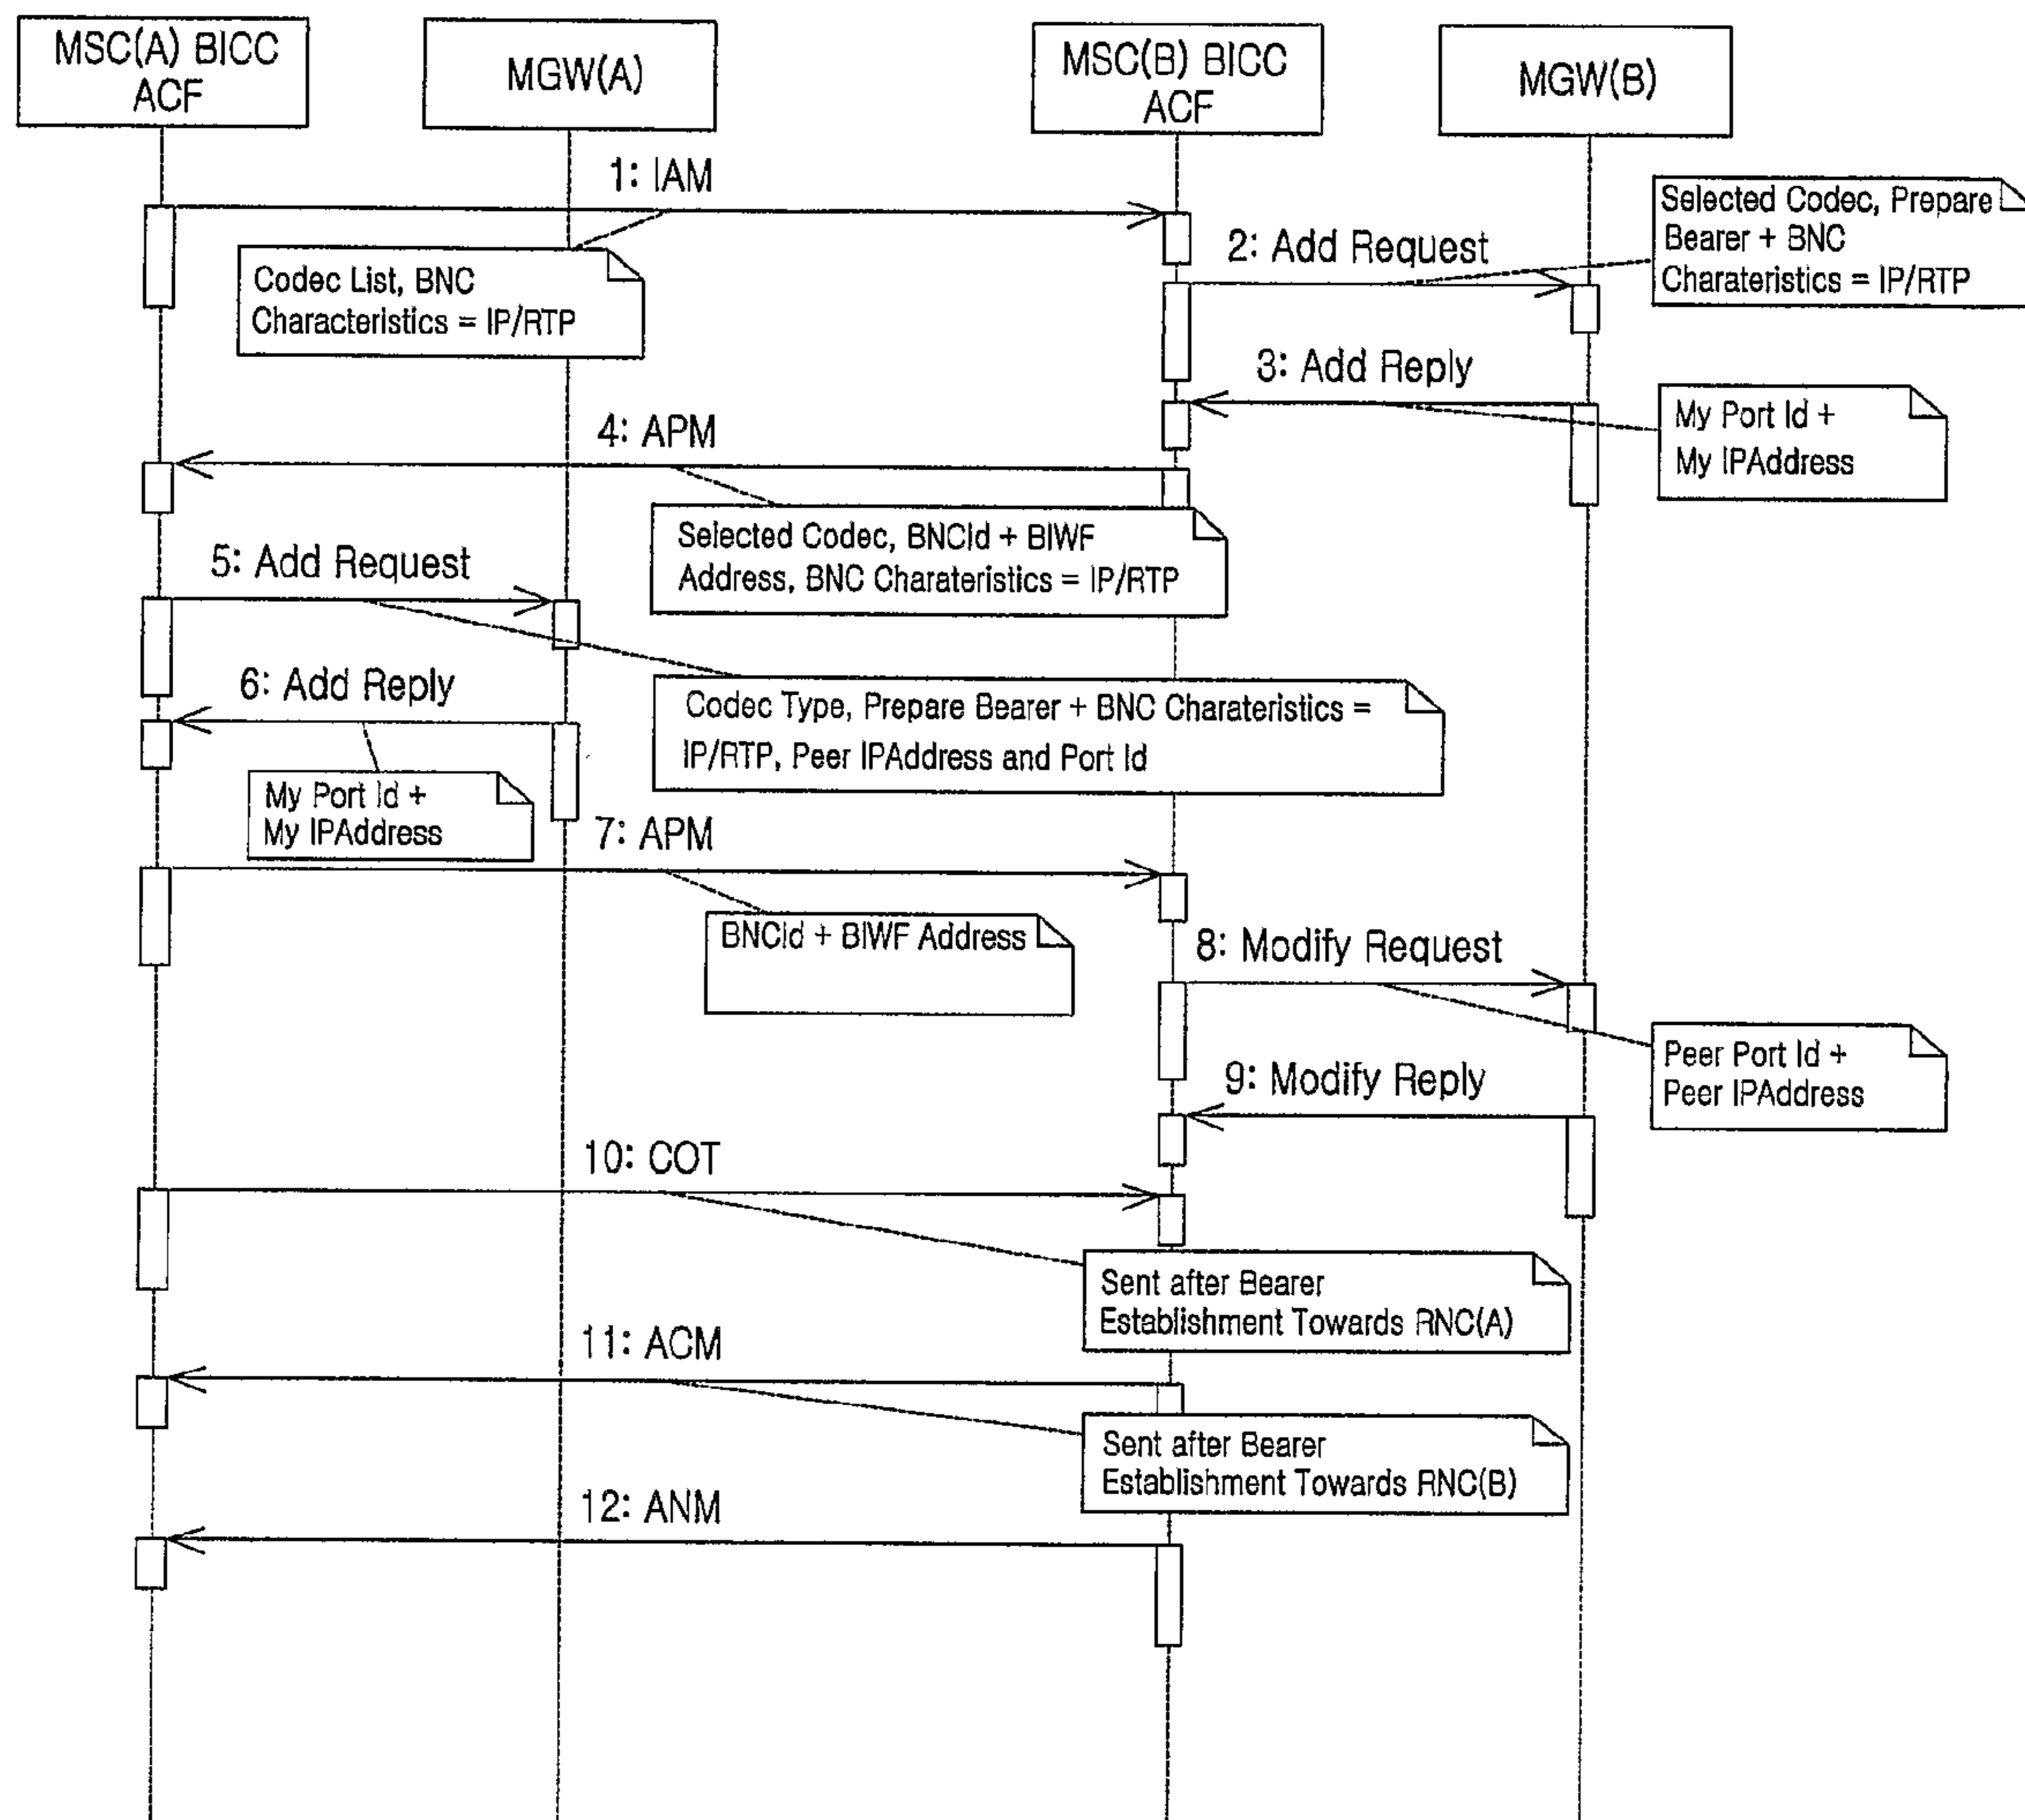 MSC(A) BICC
ACF
MGW(A)
MSC(B) BICC
ACF
MGW(B)
1: IAM
Codec List, BNC
Characteristics = IP/RTP
2: Add Request
Selected Codec, Prepare
Bearer + BNC
Charateristics = IP/RTP
3: Add Reply
My Port Id +
My IPAddress
4: APM
Selected Codec, BNCId + BIWF
Address, BNC Charateristics = IP/RTP
5: Add Request
Codec Type, Prepare Bearer + BNC Charateristics =
IP/RTP, Peer IPAddress and Port Id
6: Add Reply
My Port Id +
My IPAddress
7: APM
BNCId + BIWF Address
8: Modify Request
Peer Port Id +
Peer IPAddress
9: Modify Reply
10: COT
Sent after Bearer
Establishment Towards RNC(A)
11: ACM
Sent after Bearer
Establishment Towards RNC(B)
12: ANM